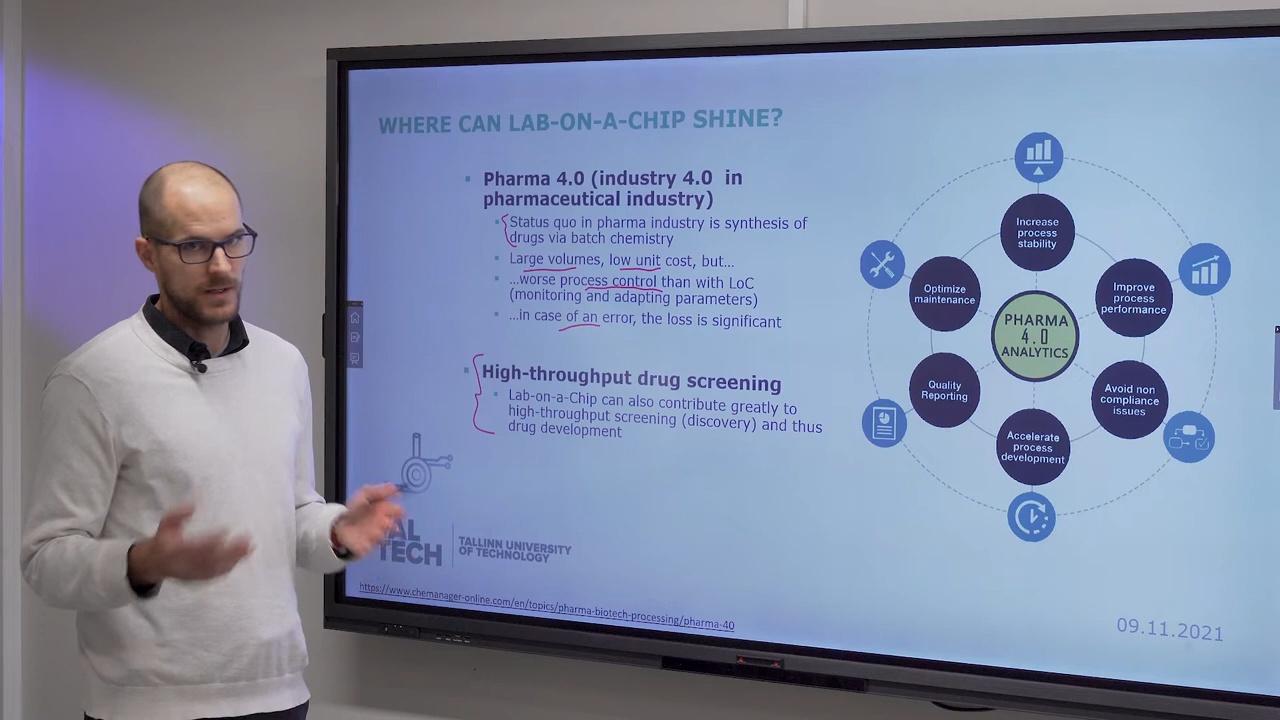 WHERE CAN LAB-ON-A-CHIP SHINE?
Pharma 4.0 (industry 4.0 in
pharmaceutical industry)
Status quo in pharma industry is synthesis of
drugs via batch chemistry
Large volumes, low unit cost, but...
...worse process control than with LoC
(monitoring and adapting parameters)
...in case of an error, the loss is significant
High-throughput drug screening
Lab-on-a-Chip can also contribute greatly to
high-throughput screening (discovery) and thus
drug development
Increase
process
stability
Improve
process
performance
Avoid non
compliance
issues
Accelerate
process
development
Quality
Reporting
Optimize
maintenance
PHARMA
4.0
ANALYTICS
TECH
TALLINN UNIVERSITY
OF TECHNOLOGY
https://www.chemanager-online.com/en/topics/pharma-biotech-processing/pharma-40
09.11.2021